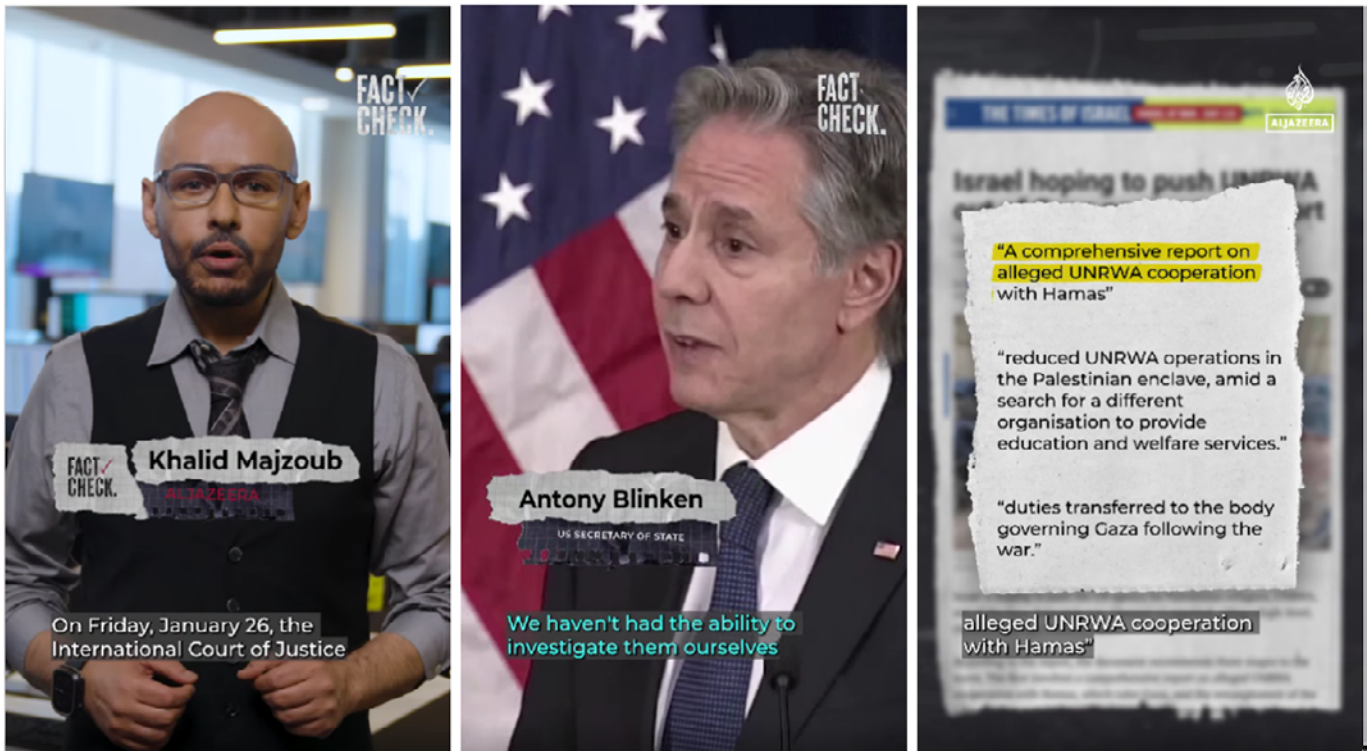 FACT
CHECK.
FACT
CHECK.
Khalid Majzoub
ALJAZEERA
On Friday, January 26, the
International Court of Justice
FACT
CHECK.
Antony Blinken
US SECRETARY OF STATE
We haven't had the ability to
investigate them ourselves
ALJAZEERA
THE TIMES OF ISRAEL
Israel hoping to push UNRWA
“A comprehensive report on
alleged UNRWA cooperation
with Hamas”
“reduced UNRWA operations in
the Palestinian enclave, amid a
search for a different
organisation to provide
education and welfare services.”
“duties transferred to the body
governing Gaza following the
war.”
alleged UNRWA cooperation
with Hamas”